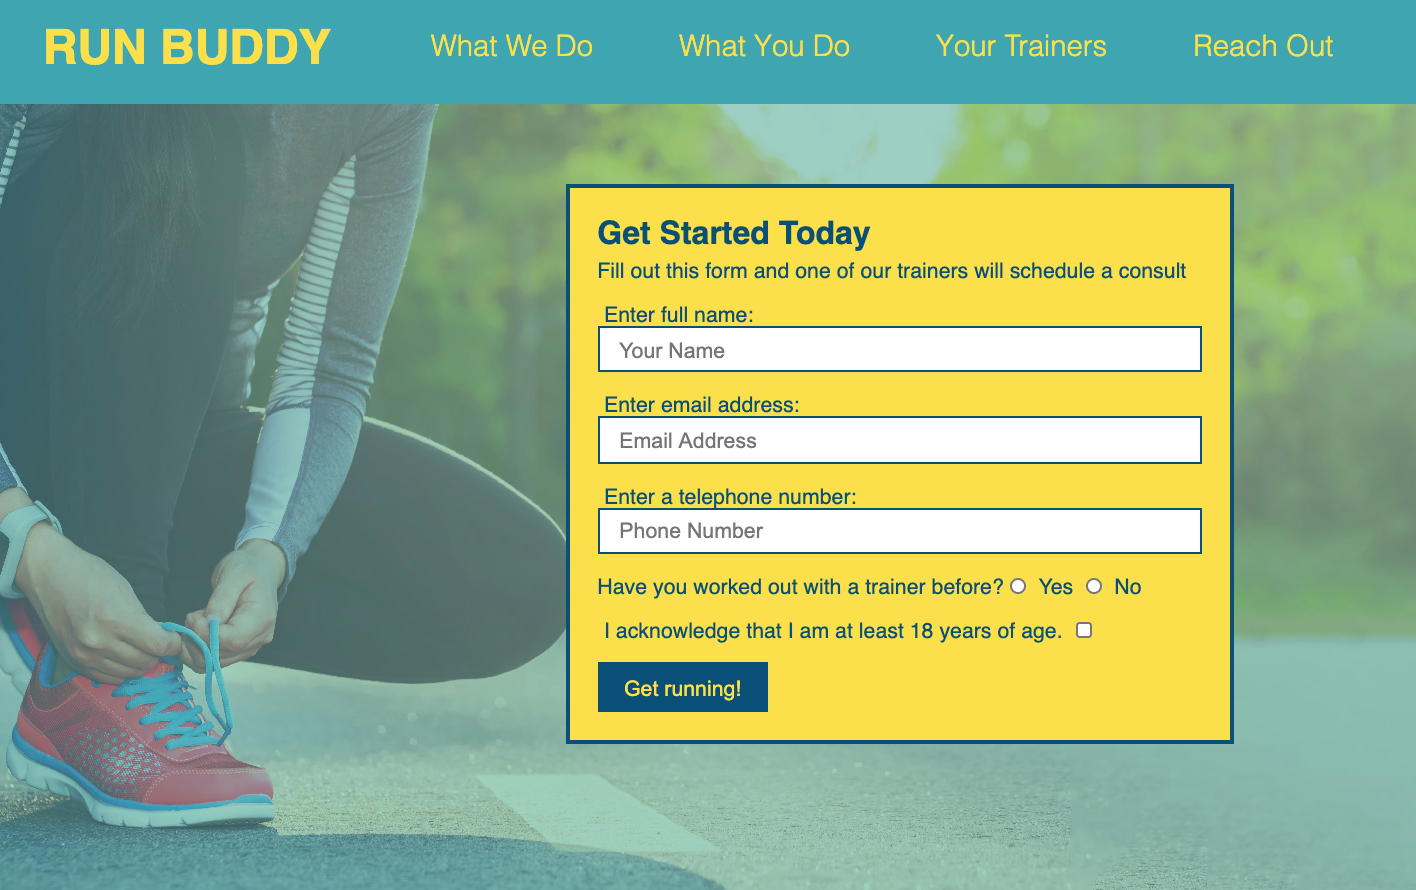 RUN BUDDY What We Do What You Do Your Trainers Reach Out
Get Started Today
Fill out this form and one of our trainers will schedule a consult
Enter full name:
Your Name
Enter email address:
Email Address
Enter a telephone number:
Phone Number
Have you worked out with a trainer before? Yes No
I acknowledge that I am at least 18 years of age.
Get running!